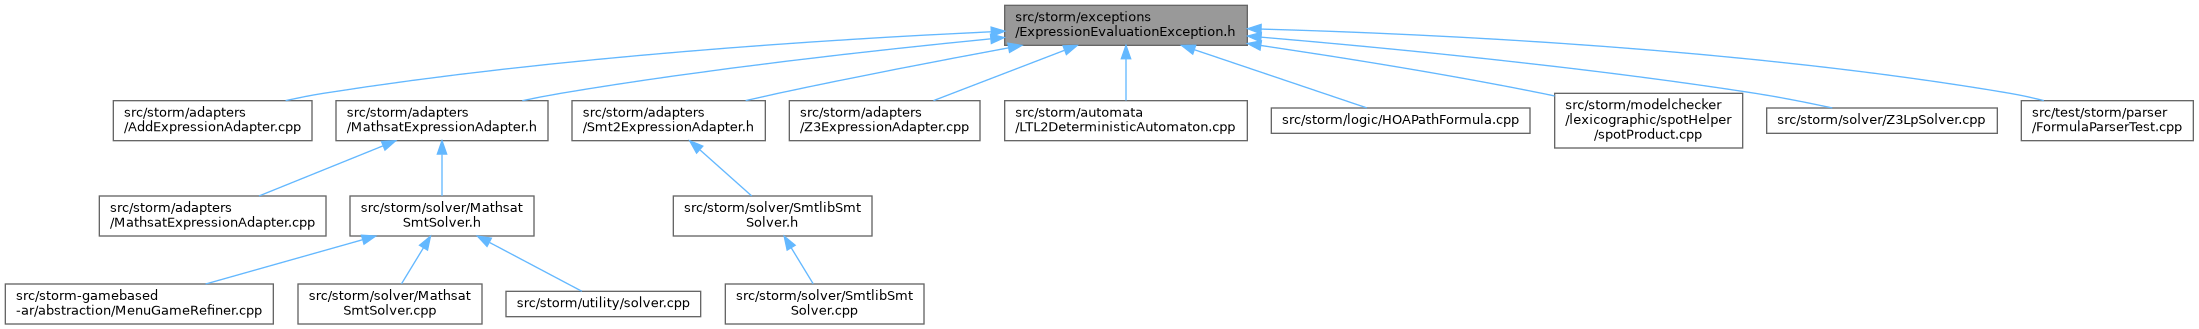 src/storm/exceptions
/ExpressionEvaluationException.h
src/storm/adapters
/AddExpressionAdapter.cpp
src/storm/adapters
/MathsatExpressionAdapter.h
src/storm/adapters
/Smt2ExpressionAdapter.h
src/storm/adapters
/Z3ExpressionAdapter.cpp
src/storm/automata
/LTL2DeterministicAutomaton.cpp
src/storm/logic/HOAPathFormula.cpp
src/storm/modelchecker
/lexicographic/spotHelper
/spotProduct.cpp
src/storm/solver/Z3LpSolver.cpp
src/test/storm/parser
/FormulaParserTest.cpp
src/storm/adapters
/MathsatExpressionAdapter.cpp
src/storm/solver/Mathsat
SmtSolver.h
src/storm/solver/SmtlibSmt
Solver.h
src/storm-gamebased
-ar/abstraction/MenuGameRefiner.cpp
src/storm/solver/Mathsat
SmtSolver.cpp
src/storm/utility/solver.cpp
src/storm/solver/SmtlibSmt
Solver.cpp